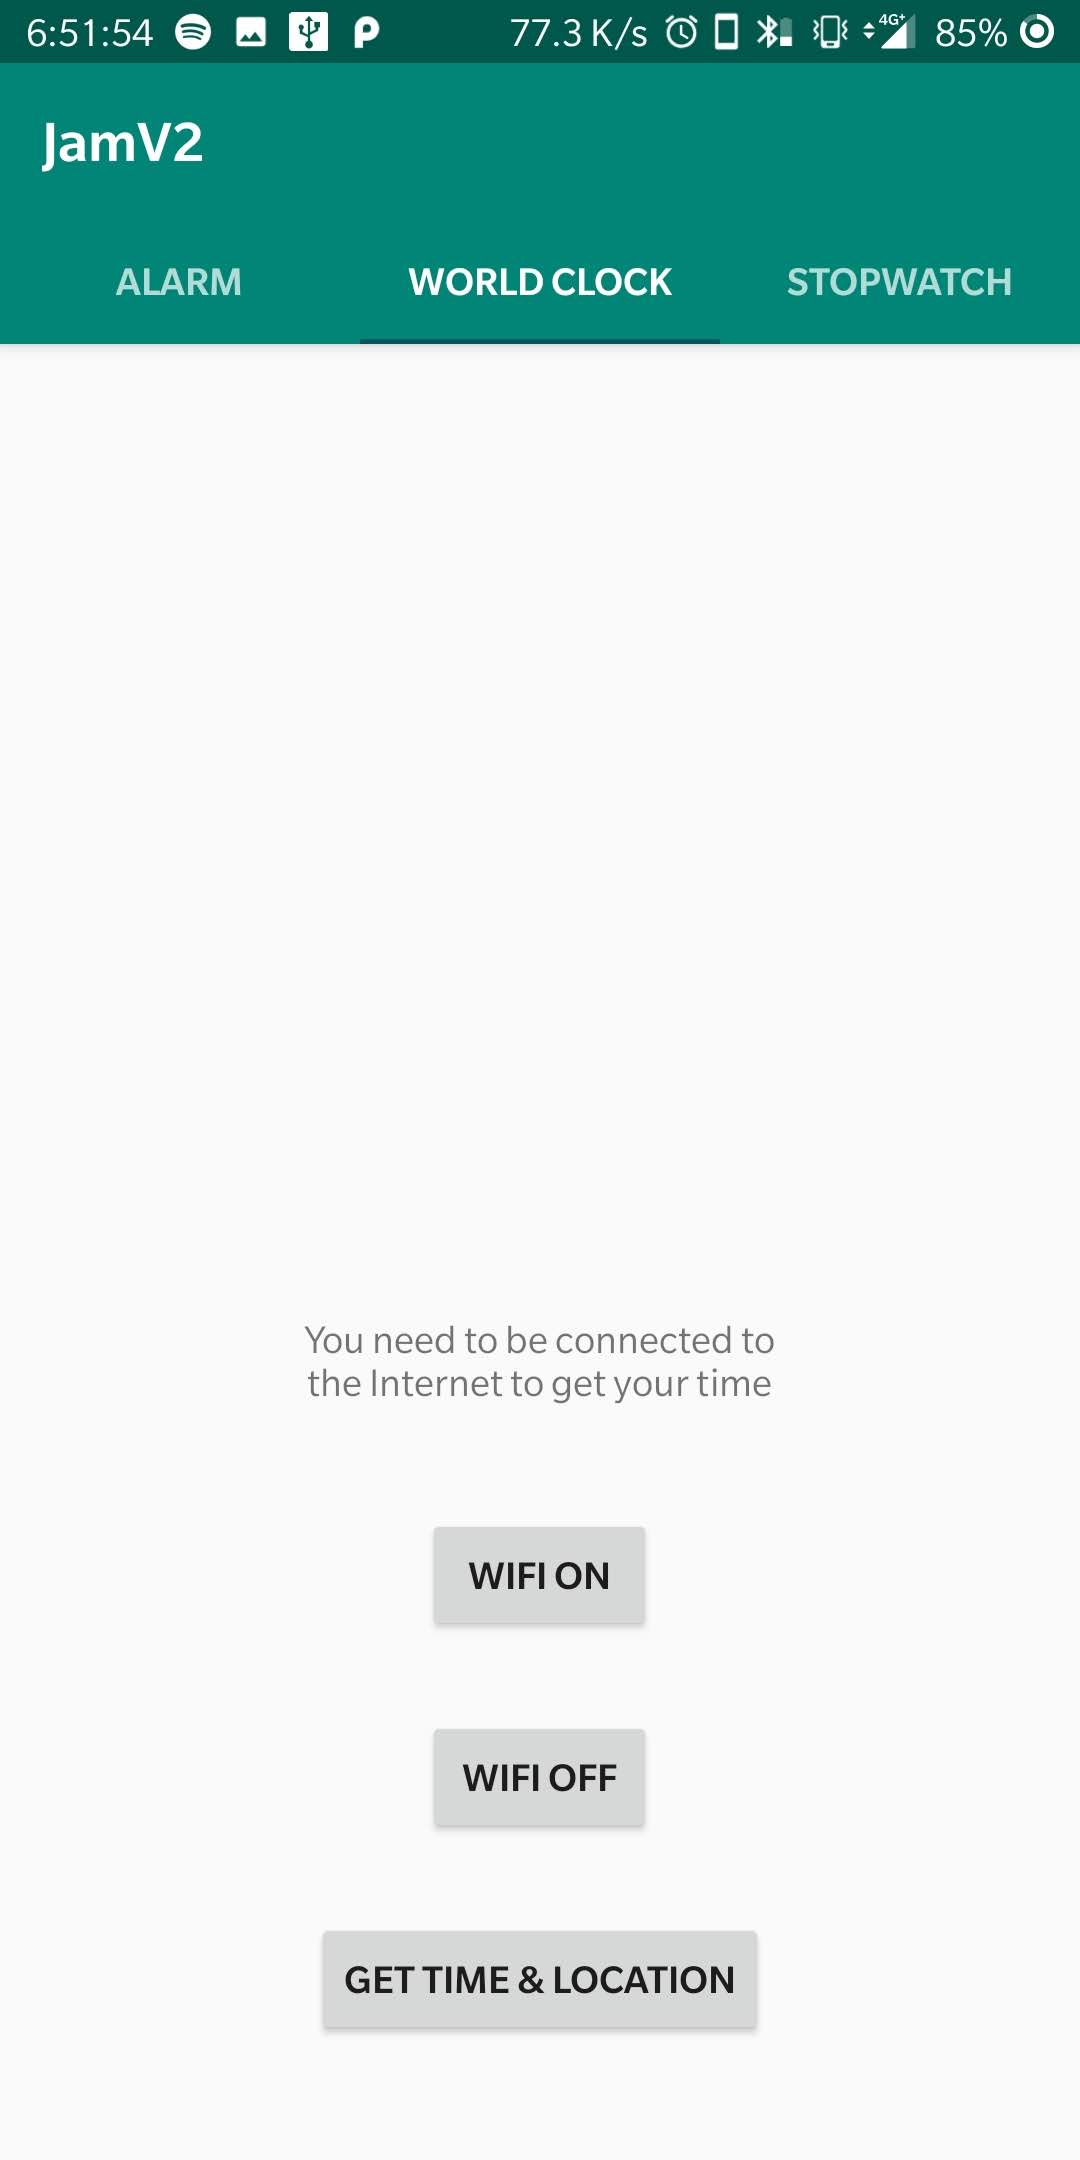 6:51:54 77.3 K/s 4G+ 85%
JamV2
ALARM WORLD CLOCK STOPWATCH
You need to be connected to
the Internet to get your time
WIFI ON
WIFI OFF
GET TIME & LOCATION